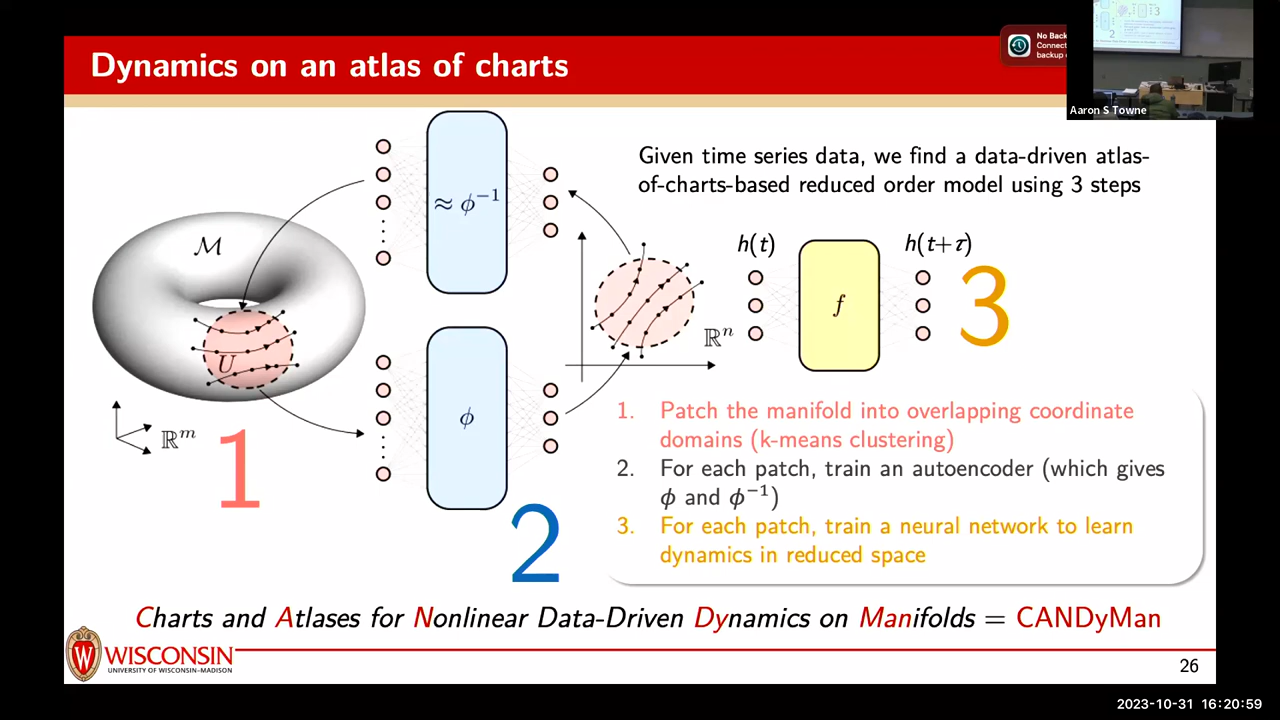 Dynamics on an atlas of charts
No Back
Connec
backup d
Aaron S Towne
Given time series data, we find a data-driven atlas-
of-charts-based reduced order model using 3 steps
ℳ
U
ℝᵐ
1
≈ ϕ⁻¹
ϕ
2
ℝⁿ
h(t)
f
h(t+τ)
3
1. Patch the manifold into overlapping coordinate
domains (k-means clustering)
2. For each patch, train an autoencoder (which gives
ϕ and ϕ⁻¹)
3. For each patch, train a neural network to learn
dynamics in reduced space
Charts and Atlases for Nonlinear Data-Driven Dynamics on Manifolds = CANDyMan
W
WISCONSIN
UNIVERSITY OF WISCONSIN–MADISON
26
2023-10-31 16:20:59